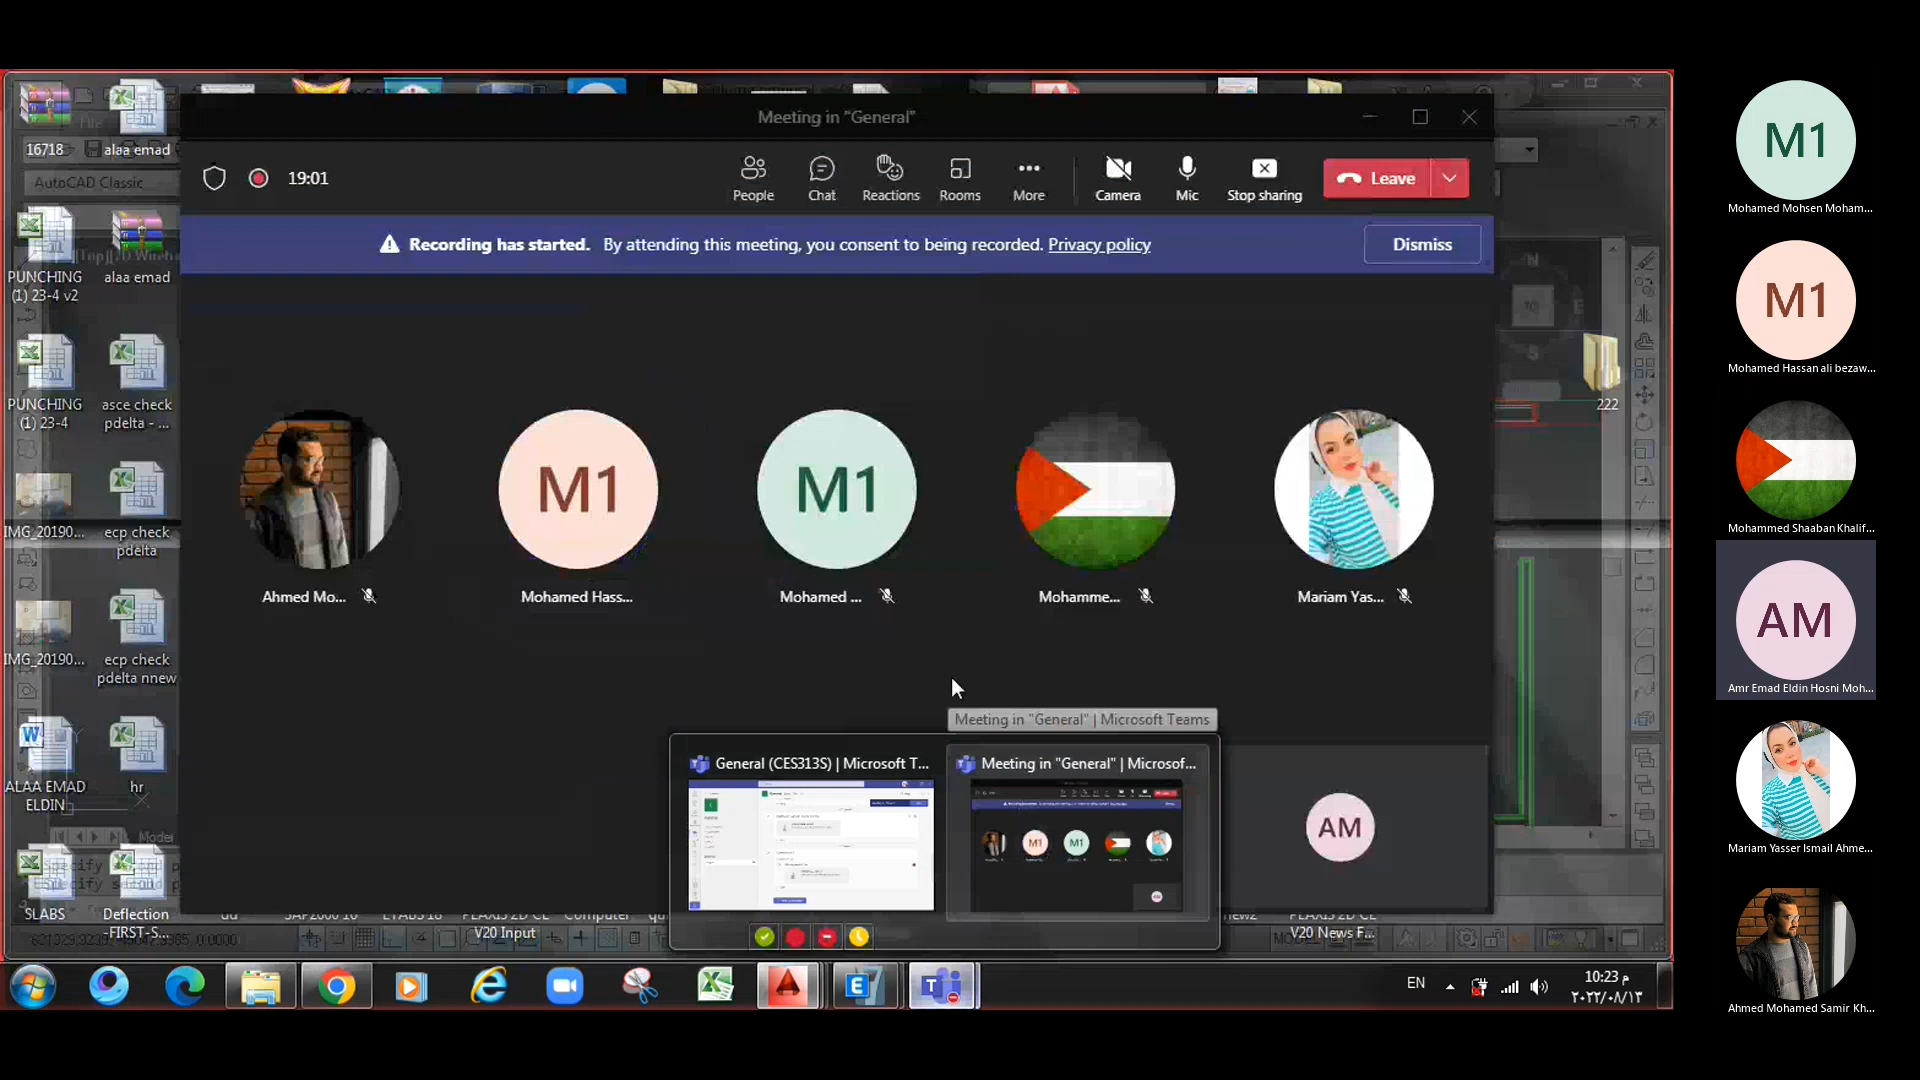 Meeting in "General"
19:01
People
Chat
Reactions
Rooms
More
Camera
Mic
Stop sharing
Leave
Recording has started. By attending this meeting, you consent to being recorded. Privacy policy
Dismiss
16718
alaa emad
AutoCAD Classic
PUNCHING
(1) 23-4 v2
alaa emad
PUNCHING
(1) 23-4
asce check
pdelta - ...
IMG_20190...
ecp check
pdelta
IMG_20190...
ecp check
pdelta nnew
ALAA EMAD
ELDIN
hr
Model
SLABS
Deflection
-FIRST-S...
222
M1
M1
Ahmed Mo...
Mohamed Hass...
Mohamed ...
Mohamme...
Mariam Yas...
Meeting in "General" | Microsoft Teams
General (CES313S) | Microsoft T...
Meeting in "General" | Microsof...
AM
V20 Input
V20 News F...
EN
10:23 م
٢٠٢٢/٠٨/١٣
M1
Mohamed Mohsen Moham...
M1
Mohamed Hassan ali bezaw...
Mohammed Shaaban Khalif...
AM
Amr Emad Eldin Hosni Moh...
Mariam Yasser Ismail Ahme...
Ahmed Mohamed Samir Kh...